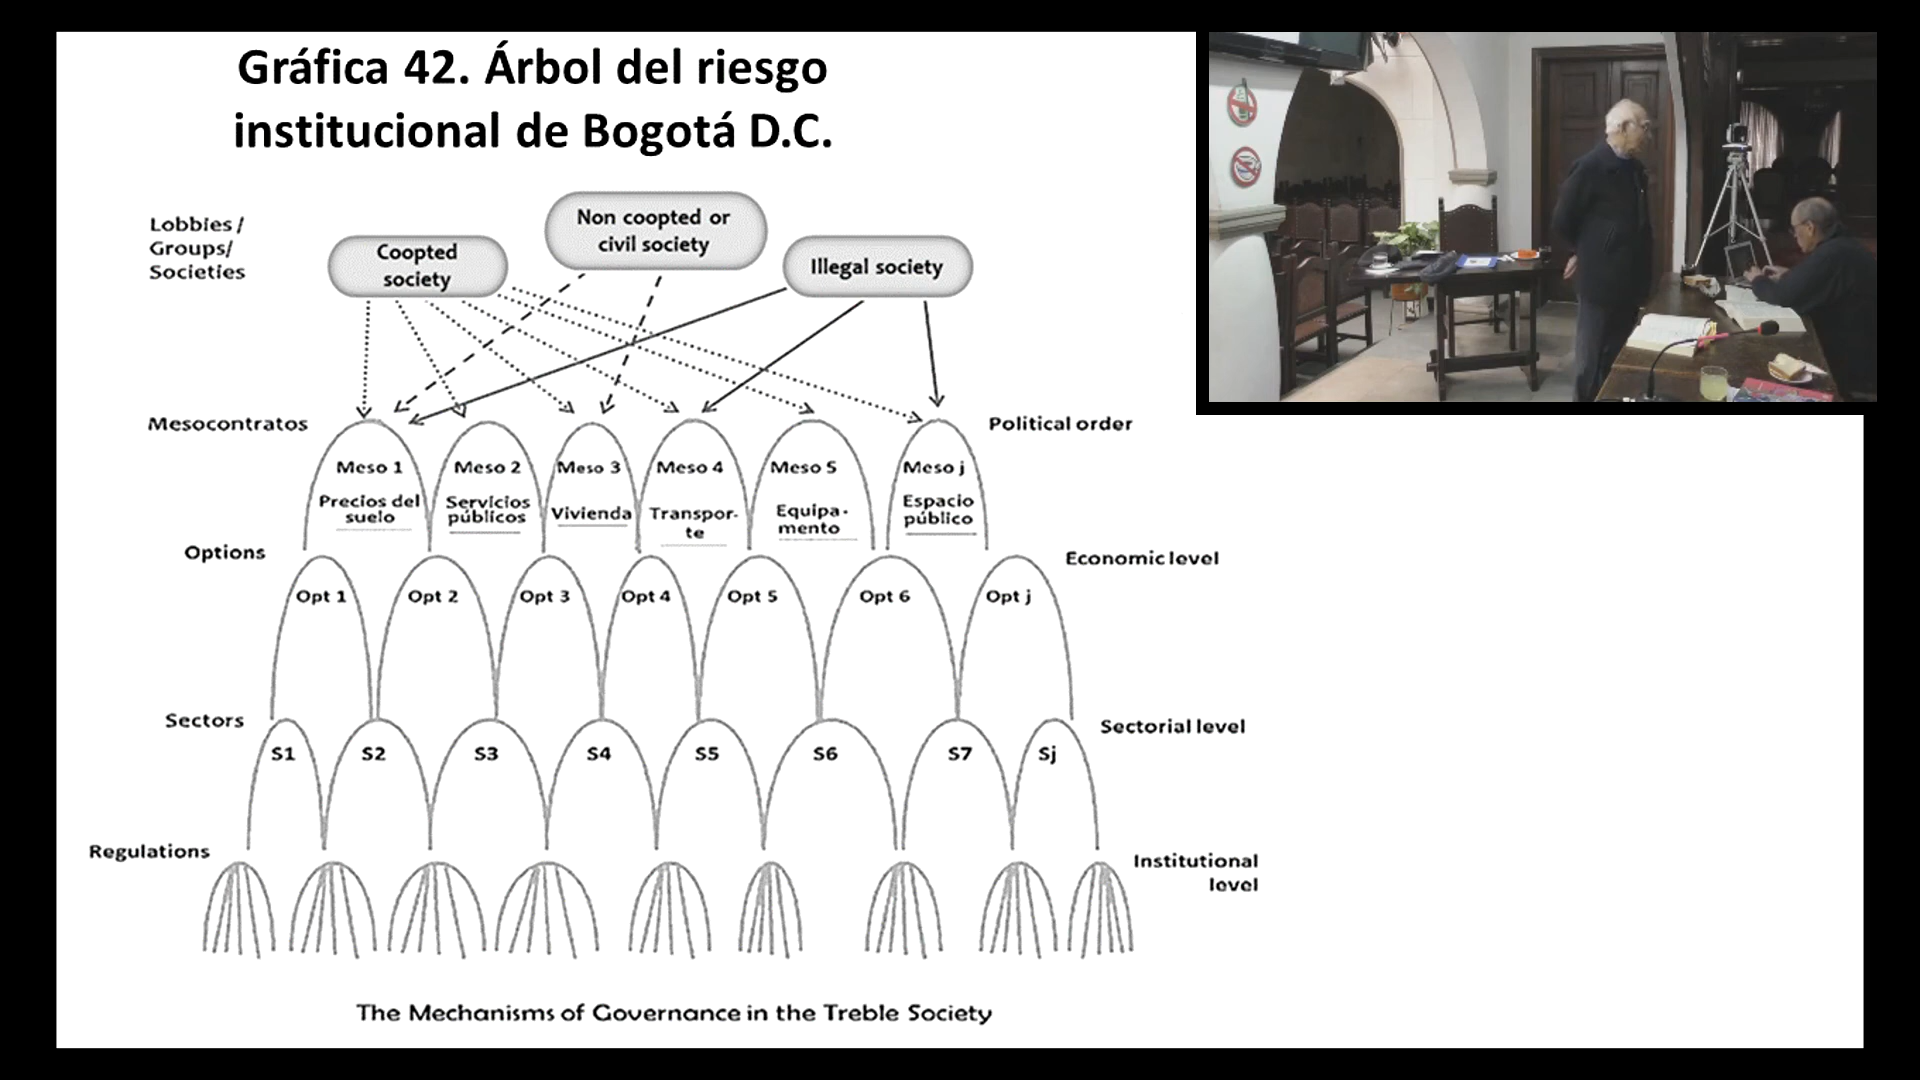 Gráfica 42. Árbol del riesgo
institucional de Bogotá D.C.
Lobbies /
Groups/
Societies
Coopted
society
Non coopted or
civil society
Illegal society
Mesocontratos
Political order
Meso 1
Precios del
suelo
Meso 2
Servicios
públicos
Meso 3
Vivienda
Meso 4
Transpor-
te
Meso 5
Equipa-
mento
Meso j
Espacio
público
Options
Economic level
Opt 1
Opt 2
Opt 3
Opt 4
Opt 5
Opt 6
Opt j
Sectors
Sectorial level
S1
S2
S3
S4
S5
S6
S7
Sj
Regulations
Institutional
level
The Mechanisms of Governance in the Treble Society